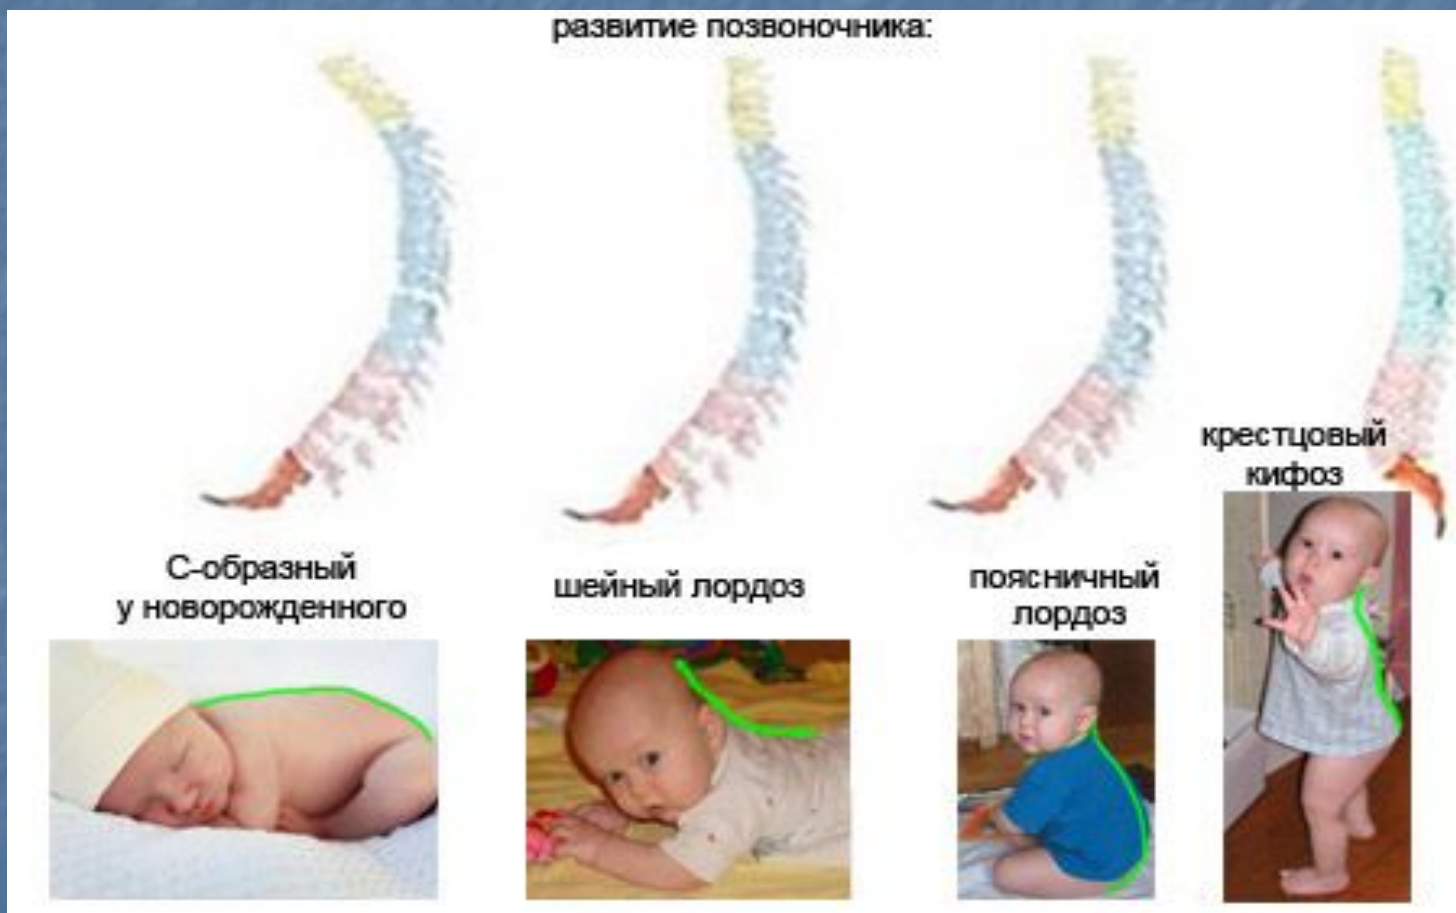 развитие позвоночника:
С-образный
у новорожденного
шейный лордоз
поясничный
лордоз
крестцовый
кифоз